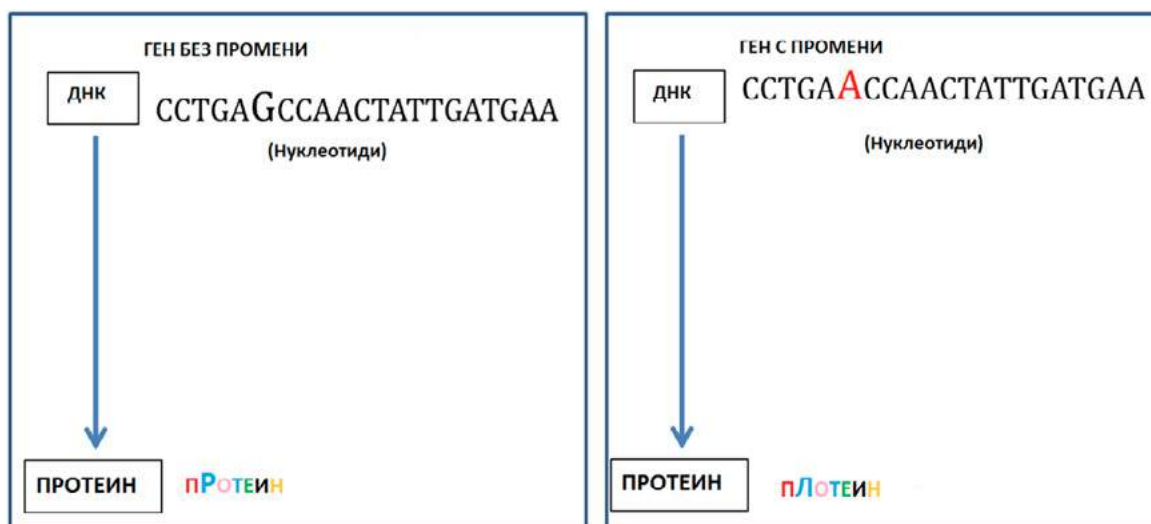 ГЕН БЕЗ ПРОМЕНИ
ДНК
CCTGAGCCAACTATTGATGAA
(Нуклеотиди)
ПРОТЕИН
пРотеин
ГЕН С ПРОМЕНИ
ДНК
CCTGAACCAACTATTGATGAA
(Нуклеотиди)
ПРОТЕИН
пЛотеин